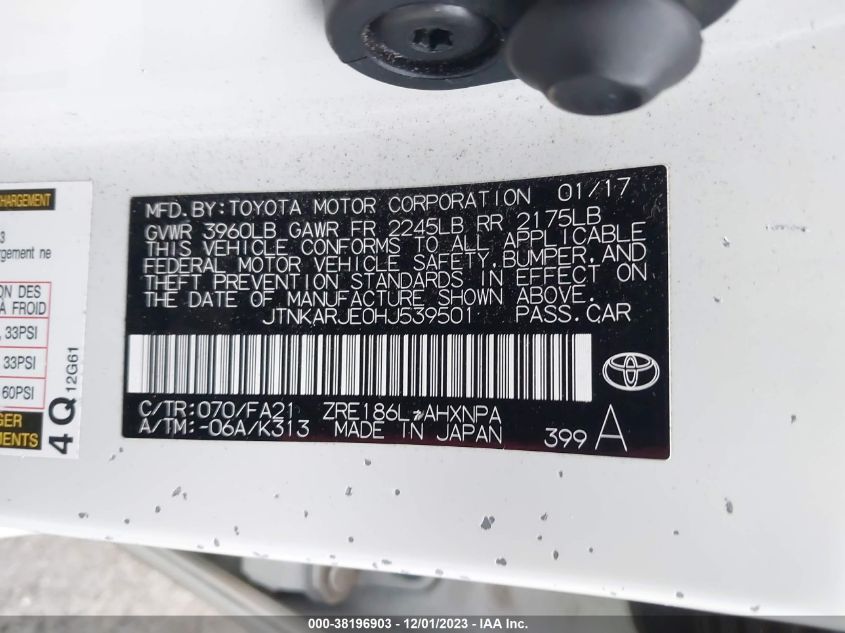 MFD.BY:TOYOTA MOTOR CORPORATION 01/17
GVWR 3960LB GAWR FR 2245LB RR 2175LB
THIS VEHICLE CONFORMS TO ALL APPLICABLE
FEDERAL MOTOR VEHICLE SAFETY,BUMPER,AND
THEFT PREVENTION STANDARDS IN EFFECT ON
THE DATE OF MANUFACTURE SHOWN ABOVE.
JTNKARJE0HJ539501 PASS.CAR
C/TR:070/FA21 ZRE186L-AHXNPA
A/TM:-06A/K313 MADE IN JAPAN 399 A
CHARGEMENT
3
rgement ne
ON DES
À FROID
, 33PSI
33PSI
60PSI
GER
MENTS
4Q 12G61
000-38196903 - 12/01/2023 - IAA Inc.